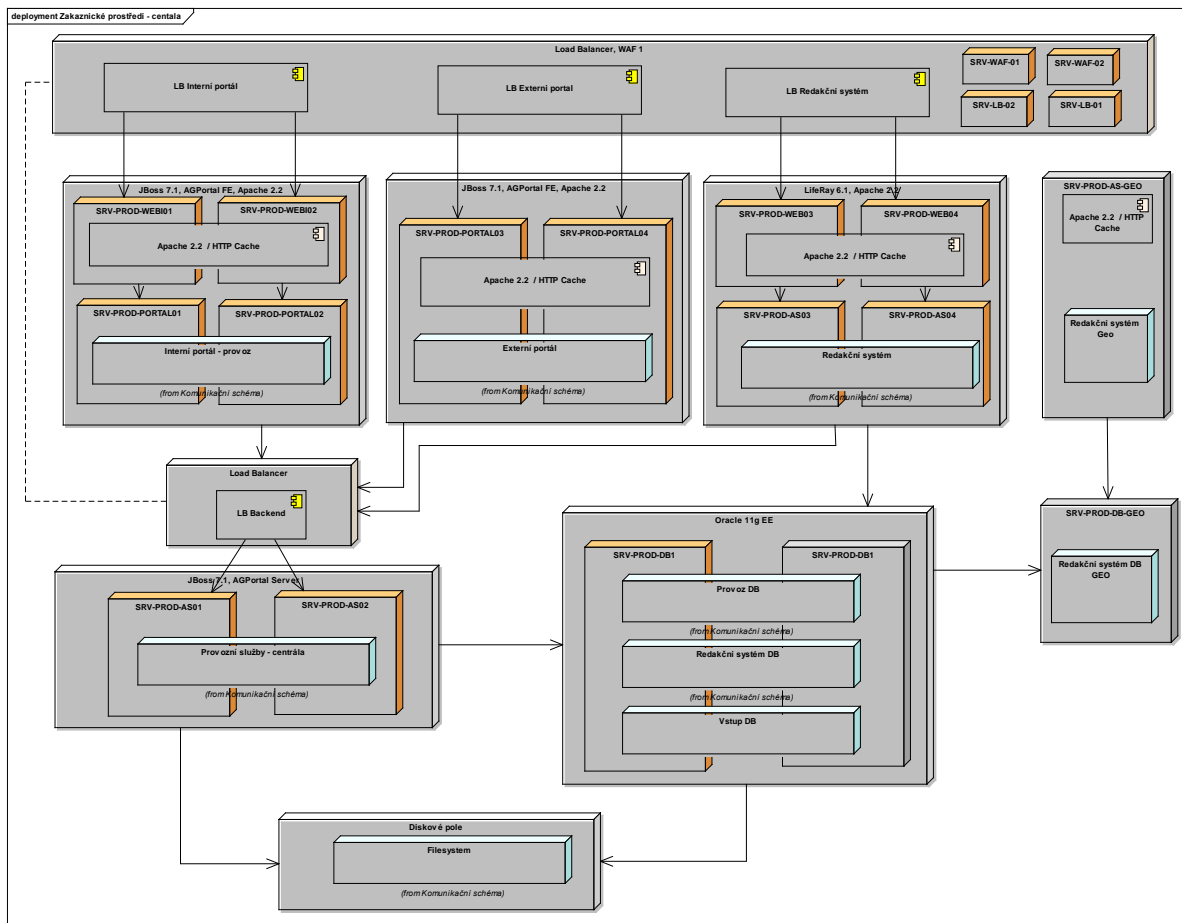 deployment Zakaznické prostředí - centala
Load Balancer, WAF 1
LB Interní portál
LB Externí portal
LB Redakční systém
SRV-WAF-01
SRV-WAF-02
SRV-LB-02
SRV-LB-01
JBoss 7.1, AGPortal FE, Apache 2.2
SRV-PROD-WEBI01
SRV-PROD-WEBI02
Apache 2.2 / HTTP Cache
SRV-PROD-PORTAL01
SRV-PROD-PORTAL02
Interní portál - provoz
(from Komunikační schéma)
JBoss 7.1, AGPortal FE, Apache 2.2
SRV-PROD-PORTAL03
SRV-PROD-PORTAL04
Apache 2.2 / HTTP Cache
Externí portál
(from Komunikační schéma)
LifeRay 6.1, Apache 2.2
SRV-PROD-WEB03
SRV-PROD-WEB04
Apache 2.2 / HTTP Cache
SRV-PROD-AS03
SRV-PROD-AS04
Redakční systém
(from Komunikační schéma)
SRV-PROD-AS-GEO
Apache 2.2 / HTTP
Cache
Redakční systém
Geo
Load Balancer
LB Backend
JBoss 7.1, AGPortal Server
SRV-PROD-AS01
SRV-PROD-AS02
Provozní služby - centrála
(from Komunikační schéma)
Oracle 11g EE
SRV-PROD-DB1
SRV-PROD-DB1
Provoz DB
(from Komunikační schéma)
Redakční systém DB
(from Komunikační schéma)
Vstup DB
SRV-PROD-DB-GEO
Redakční systém DB
GEO
Diskové pole
Filesystem
(from Komunikační schéma)